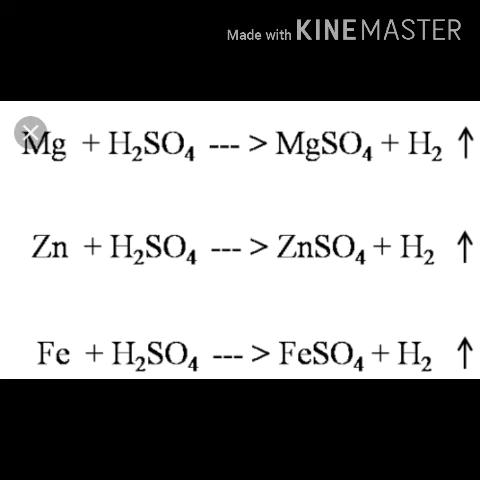 Made with KINEMASTER
Mg + H₂SO₄ --- > MgSO₄ + H₂ ↑
Zn + H₂SO₄ --- > ZnSO₄ + H₂ ↑
Fe + H₂SO₄ --- > FeSO₄ + H₂ ↑